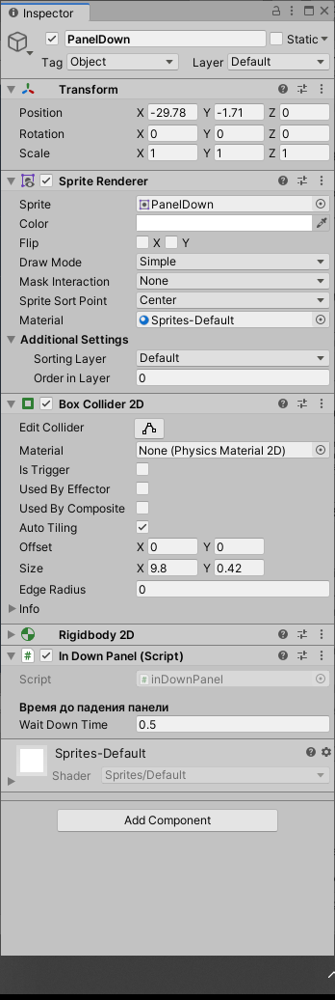 Inspector
PanelDown Static
Tag Object Layer Default
Transform
Position X -29.78 Y -1.71 Z 0
Rotation X 0 Y 0 Z 0
Scale X 1 Y 1 Z 1
Sprite Renderer
Sprite PanelDown
Color
Flip X Y
Draw Mode Simple
Mask Interaction None
Sprite Sort Point Center
Material Sprites-Default
Additional Settings
Sorting Layer Default
Order in Layer 0
Box Collider 2D
Edit Collider
Material None (Physics Material 2D)
Is Trigger
Used By Effector
Used By Composite
Auto Tiling
Offset X 0 Y 0
Size X 9.8 Y 0.42
Edge Radius 0
Info
Rigidbody 2D
# In Down Panel (Script)
Script # inDownPanel
Время до падения панели
Wait Down Time 0.5
Sprites-Default
Shader Sprites/Default
Add Component